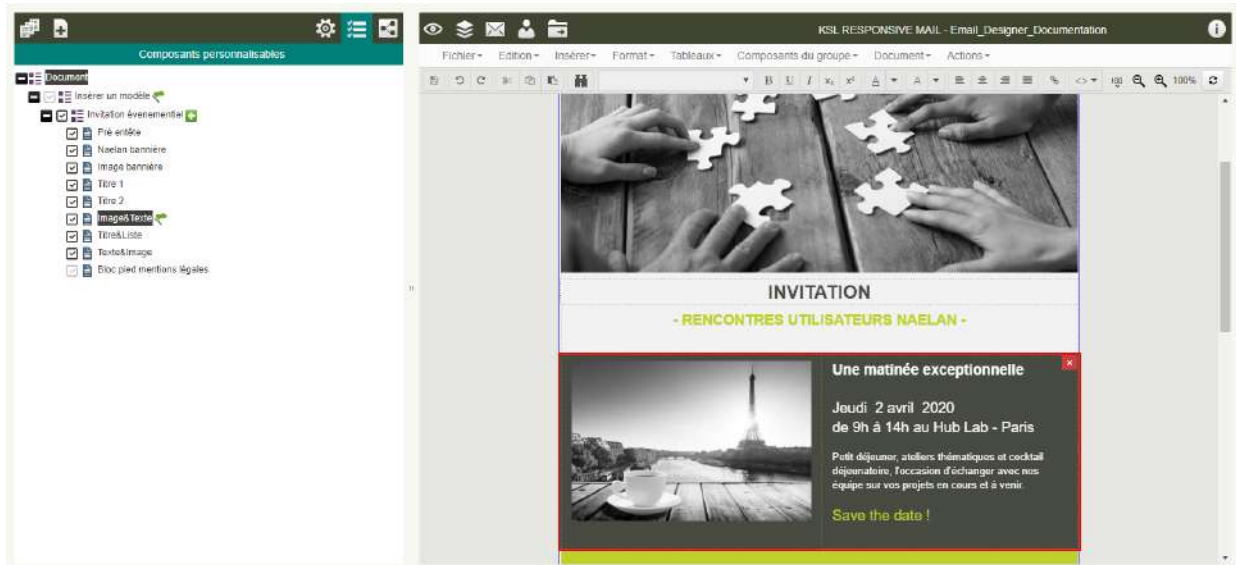 KSL RESPONSIVE MAIL - Email_Designer_Documentation
Composants personnalisables
Fichier Edition Insérer Format Tableaux Composants du groupe Document Actions
Document
Insérer un modèle
Invitation évenementiel
Pré entête
Naelan bannière
Image bannière
Titre 1
Titre 2
Image&Texte
Titre&Liste
Texte&Image
Bloc pied mentions légales
B U I x₂ x² A A 100%
INVITATION
- RENCONTRES UTILISATEURS NAELAN -
Une matinée exceptionnelle
Jeudi 2 avril 2020
de 9h à 14h au Hub Lab - Paris
Petit déjeuner, ateliers thématiques et cocktail
déjeunatoire, l'occasion d'échanger avec nos
équipe sur vos projets en cours et à venir.
Save the date !